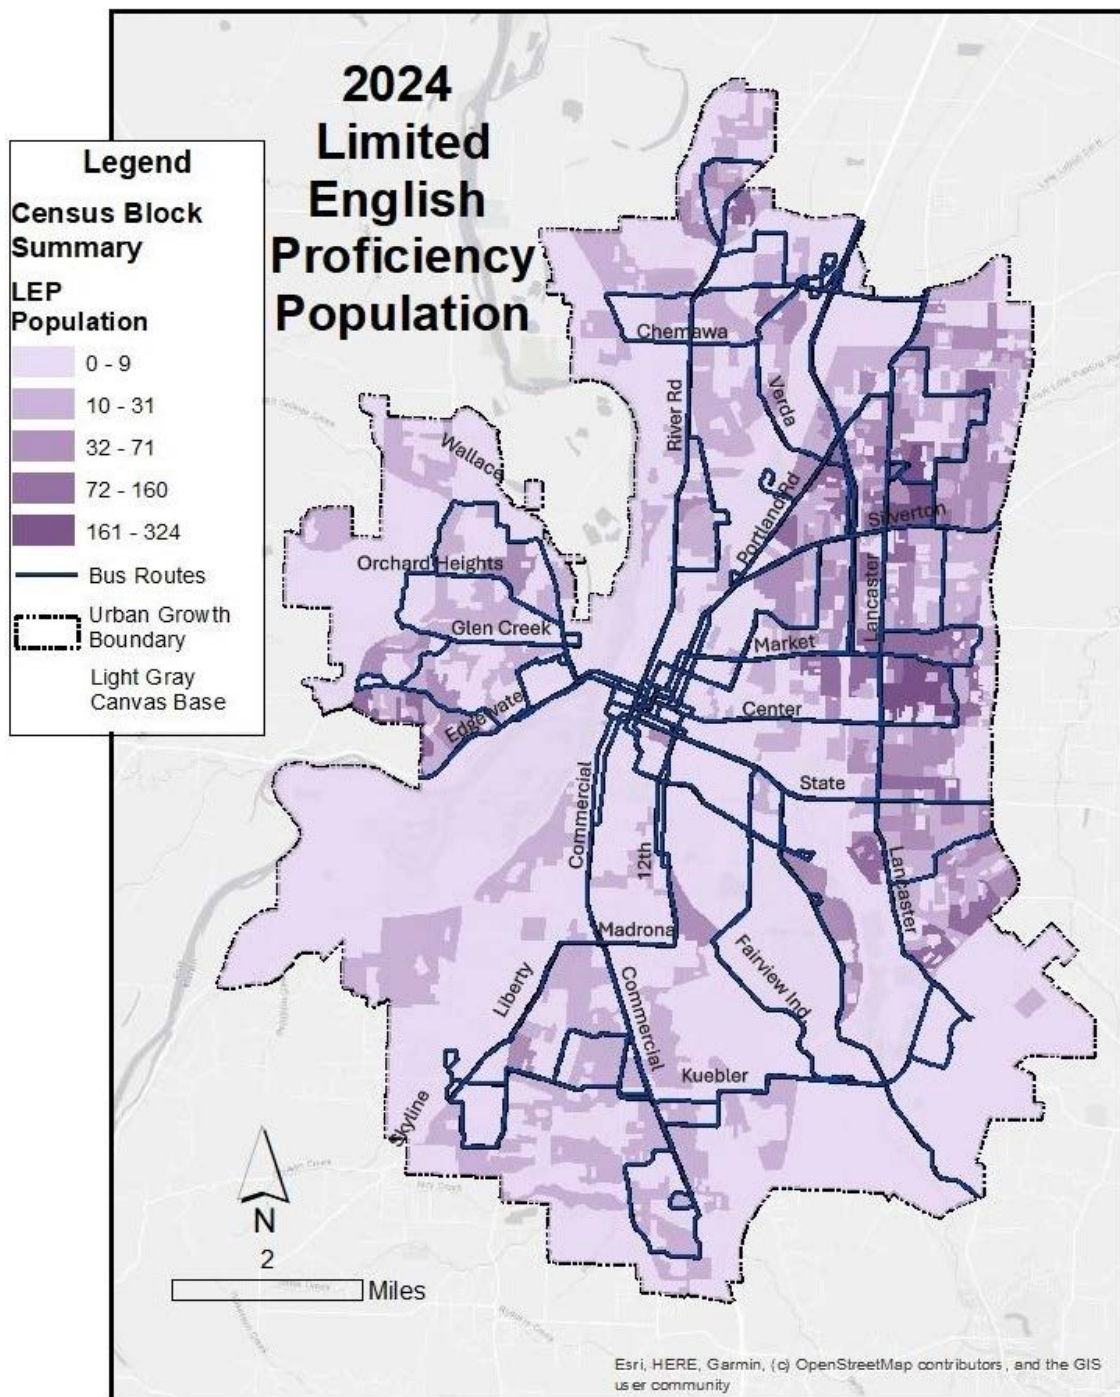 2024
Limited
English
Proficiency
Population
Legend
Census Block
Summary
LEP
Population
0 - 9
10 - 31
32 - 71
72 - 160
161 - 324
Bus Routes
Urban Growth
Boundary
Light Gray
Canvas Base
Chemawa
River Rd
Verda
Wallace
Portland Rd
Silverton
Orchard Heights
Lancaster
Glen Creek
Market
Edgewater
Center
State
Commercial
12th
Lancaster
Madrona
Fairview Ind
Liberty
Commercial
Kuebler
Skyline
N
2
Miles
Esri, HERE, Garmin, (c) OpenStreetMap contributors, and the GIS
user community